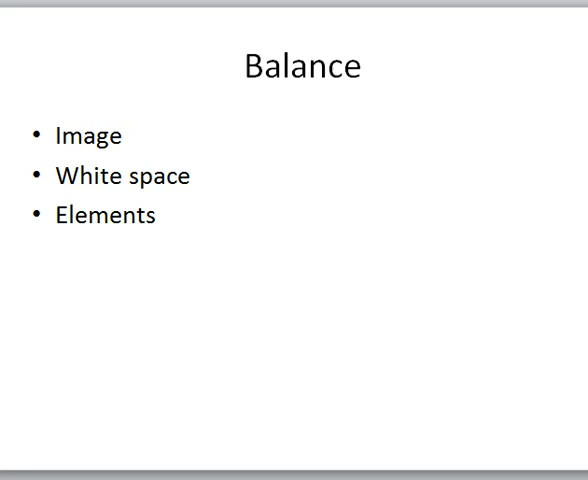 Balance
• Image
• White space
• Elements